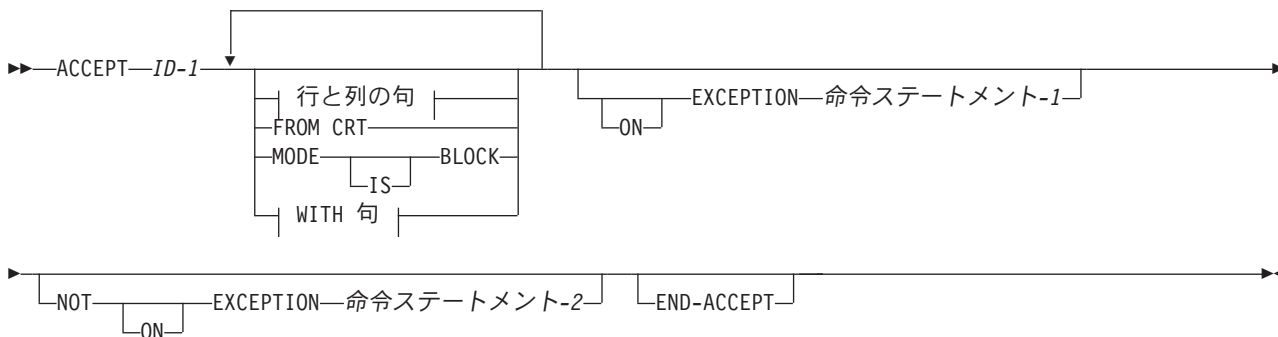 ACCEPT ID-1
行と列の句
FROM CRT
MODE IS BLOCK
WITH 句
ON EXCEPTION 命令ステートメント-1
NOT ON EXCEPTION 命令ステートメント-2
END-ACCEPT